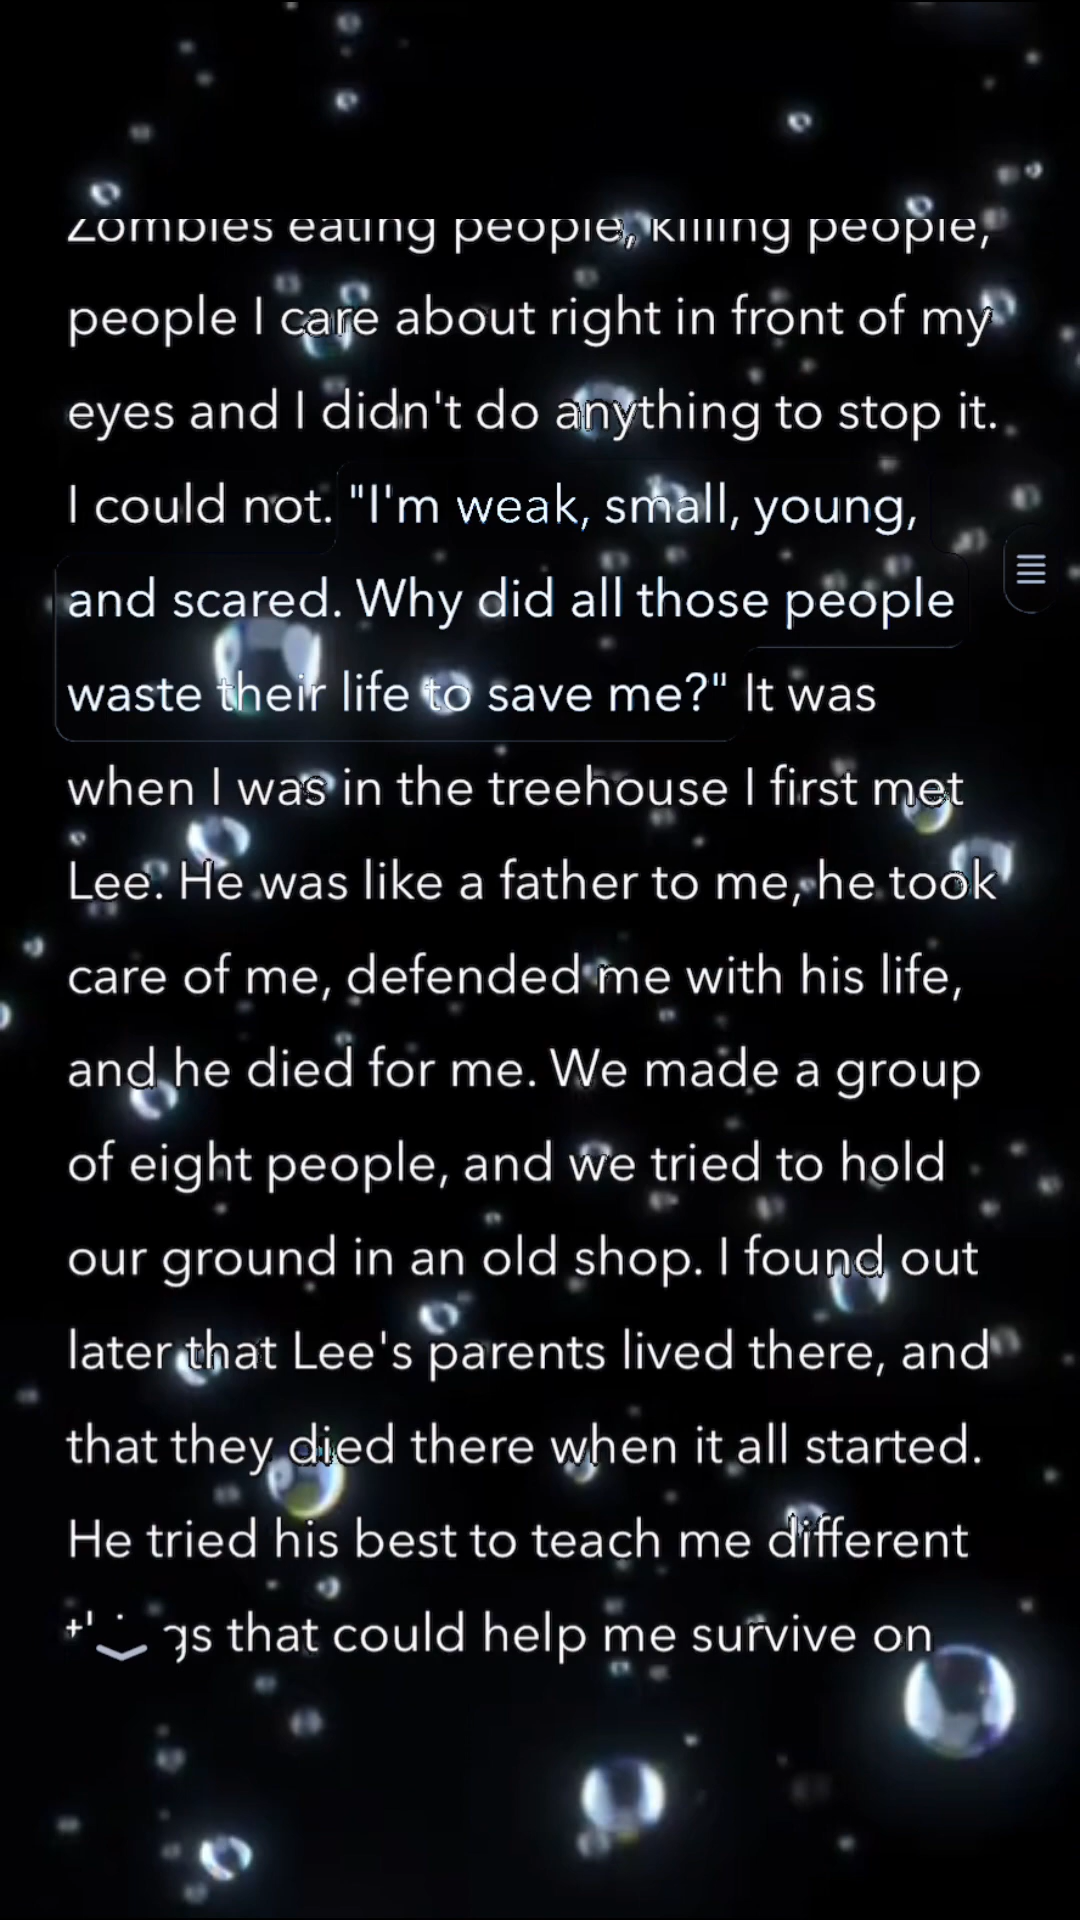 Zombies eating people, killing people,
people I care about right in front of my
eyes and I didn't do anything to stop it.
I could not. "I'm weak, small, young,
and scared. Why did all those people
waste their life to save me?" It was
when I was in the treehouse I first met
Lee. He was like a father to me, he took
care of me, defended me with his life,
and he died for me. We made a group
of eight people, and we tried to hold
our ground in an old shop. I found out
later that Lee's parents lived there, and
that they died there when it all started.
He tried his best to teach me different
that could help me survive on